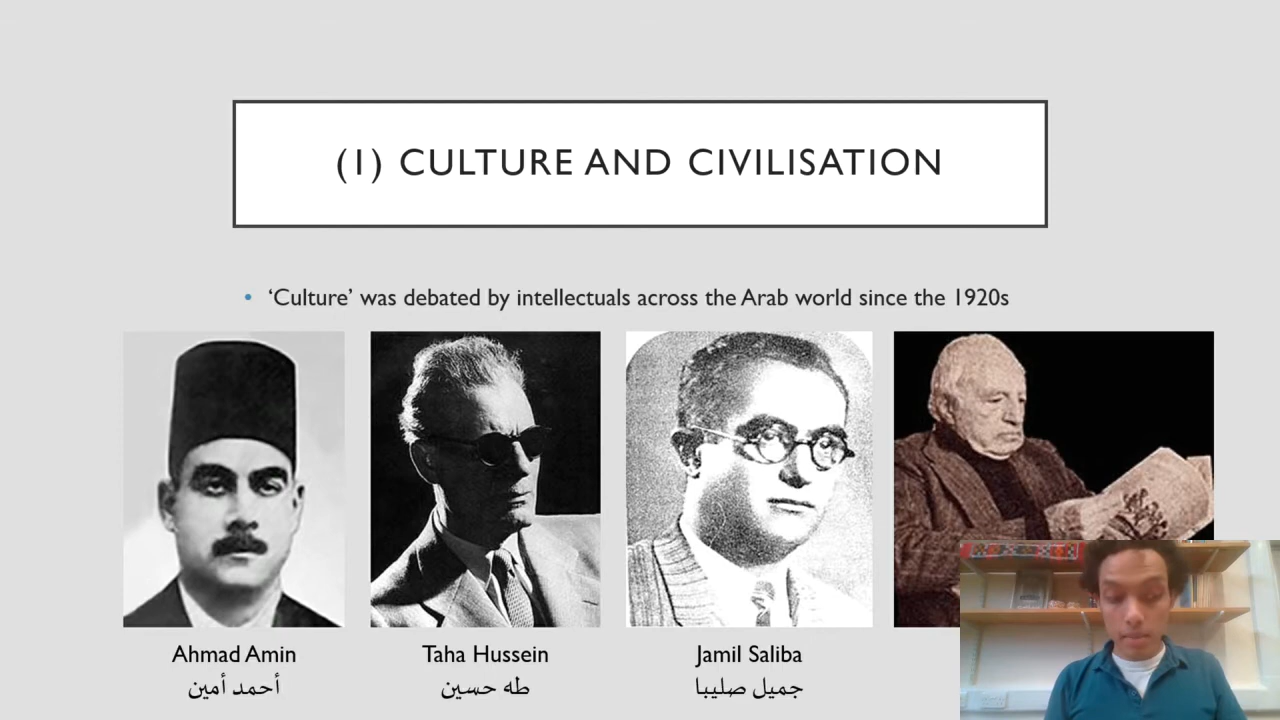 (1) CULTURE AND CIVILISATION
• ‘Culture’ was debated by intellectuals across the Arab world since the 1920s
Ahmad Amin
أحمد أمين
Taha Hussein
طه حسين
Jamil Saliba
جميل صليبا